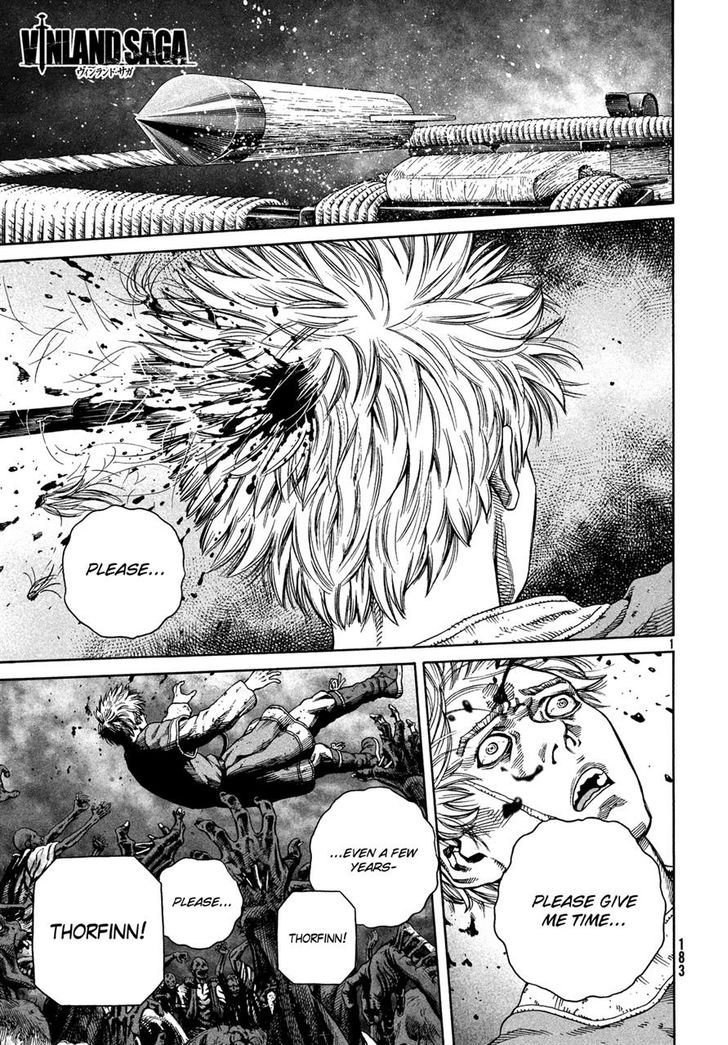 VINLAND SAGA
ヴィンランド・サガ
PLEASE...
1
PLEASE GIVE
ME TIME...
...EVEN A FEW
YEARS-
PLEASE...
THORFINN!
THORFINN!
183